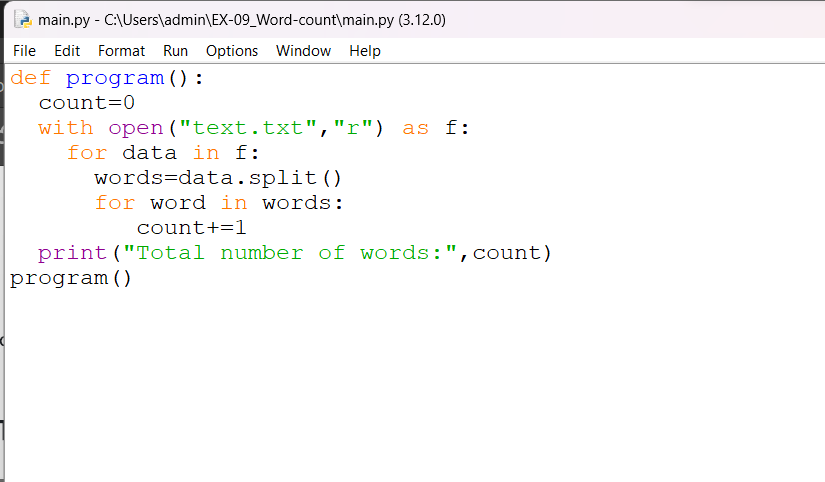 main.py - C:\Users\admin\EX-09_Word-count\main.py (3.12.0)
File Edit Format Run Options Window Help
def program():
  count=0
  with open("text.txt","r") as f:
    for data in f:
      words=data.split()
      for word in words:
         count+=1
  print("Total number of words:",count)
program()